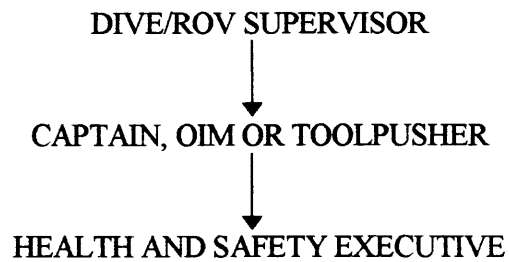 DIVE/ROV SUPERVISOR
CAPTAIN, OIM OR TOOLPUSHER
HEALTH AND SAFETY EXECUTIVE